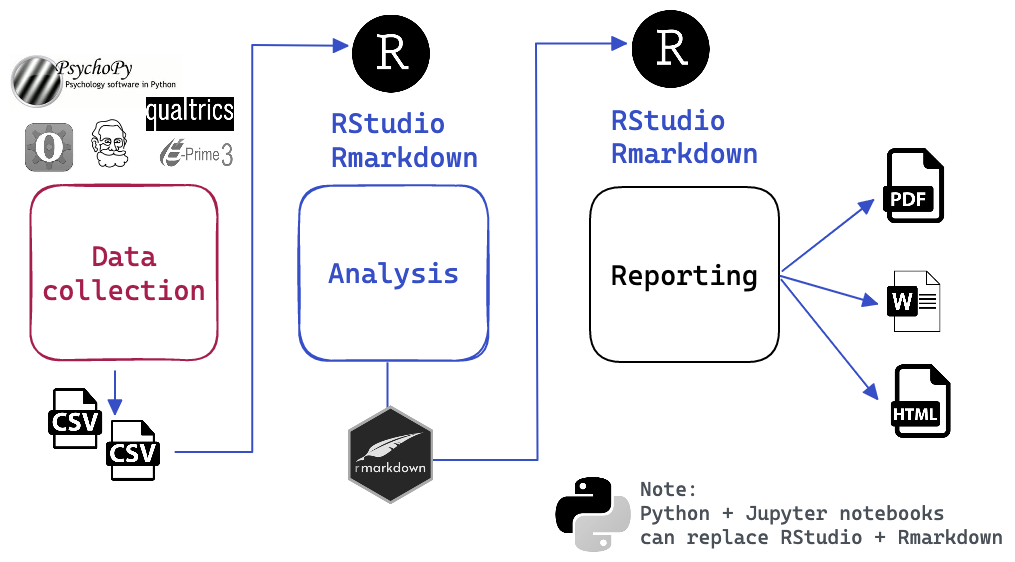 PsychoPy
Psychology software in Python
qualtrics
O
E-Prime 3
Data
collection
CSV
CSV
R
RStudio
Rmarkdown
Analysis
rmarkdown
R
RStudio
Rmarkdown
Reporting
PDF
W
HTML
Note:
Python + Jupyter notebooks
can replace RStudio + Rmarkdown